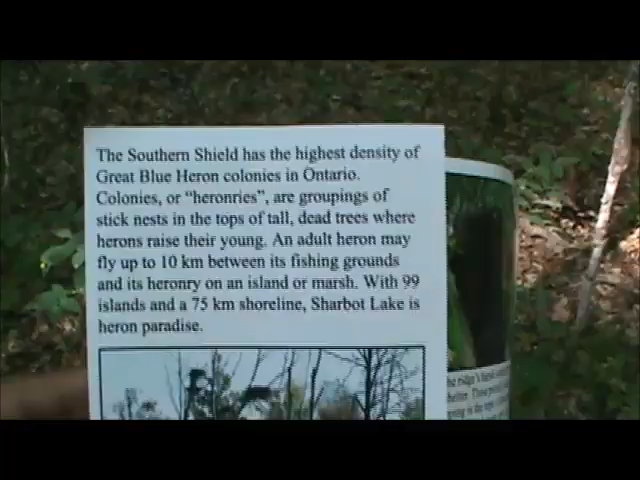 The Southern Shield has the highest density of
Great Blue Heron colonies in Ontario.
Colonies, or “heronries”, are groupings of
stick nests in the tops of tall, dead trees where
herons raise their young. An adult heron may
fly up to 10 km between its fishing grounds
and its heronry on an island or marsh. With 99
islands and a 75 km shoreline, Sharbot Lake is
heron paradise.